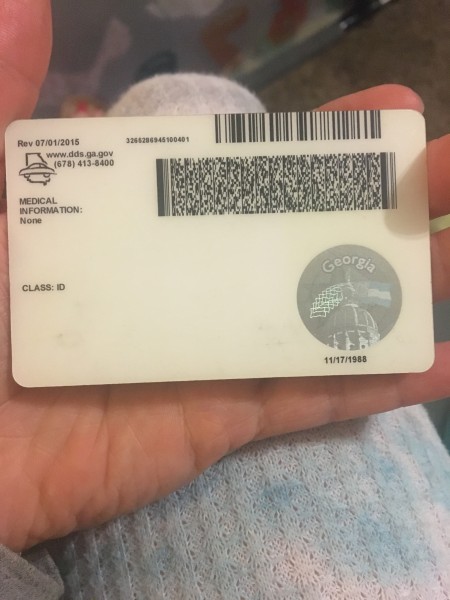 Rev 07/01/2015
3265286945100401
www.dds.ga.gov
(678) 413-8400
MEDICAL
INFORMATION:
None
CLASS: ID
Georgia
11/17/1988